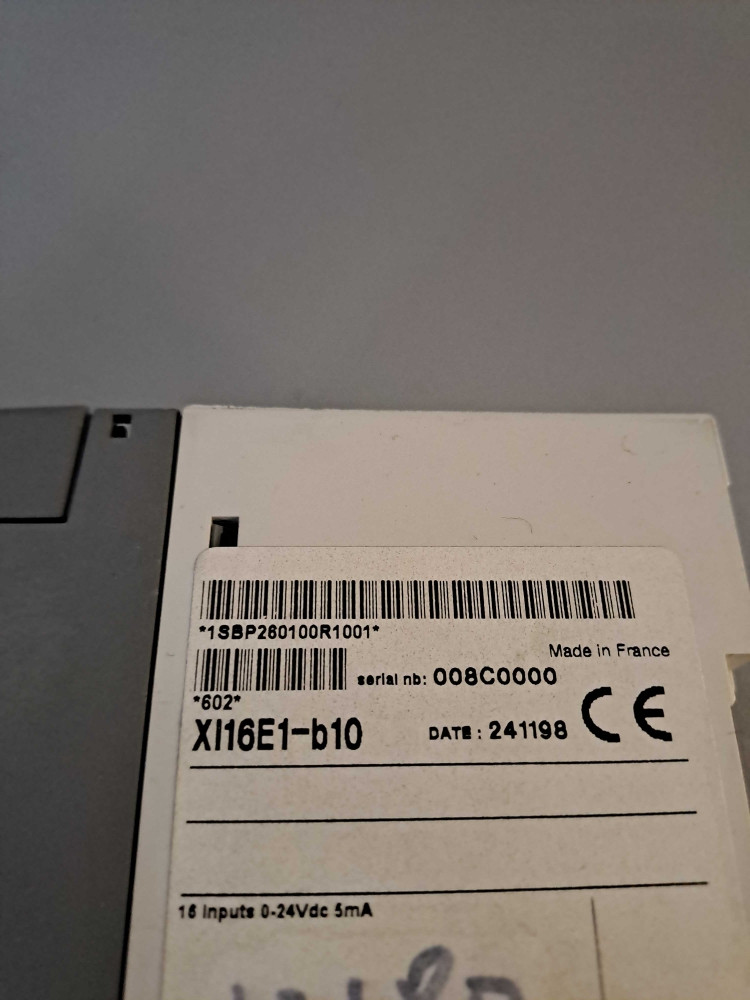 *1SBP260100R1001*
Made in France
serial nb: 008C0000
*602*
XI16E1-b10
DATE: 241198
CE
16 Inputs 0-24Vdc 5mA